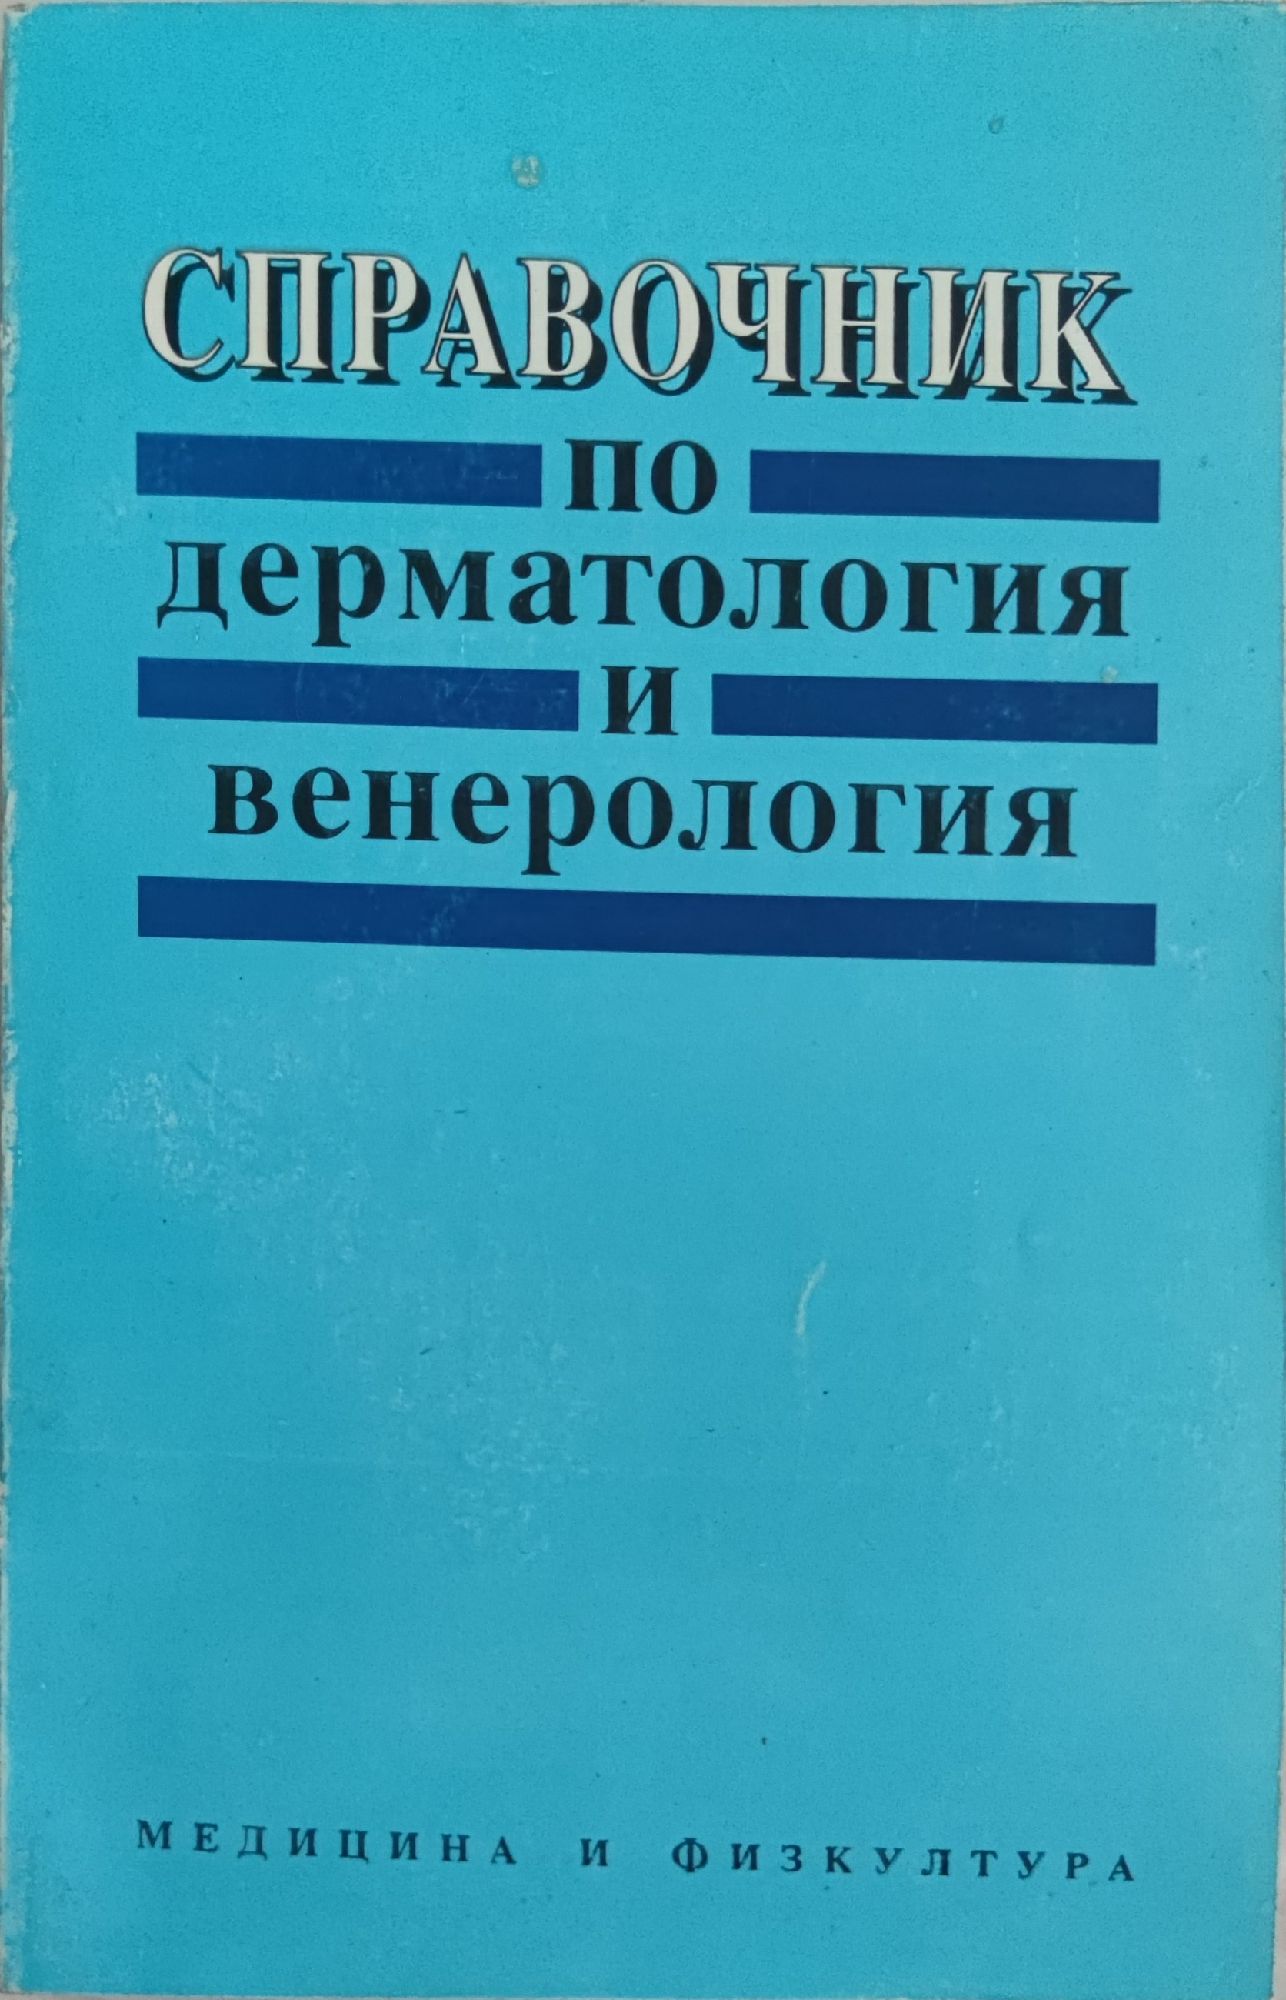 СПРАВОЧНИК
по
дерматология
и
венерология
МЕДИЦИНА И ФИЗКУЛТУРА